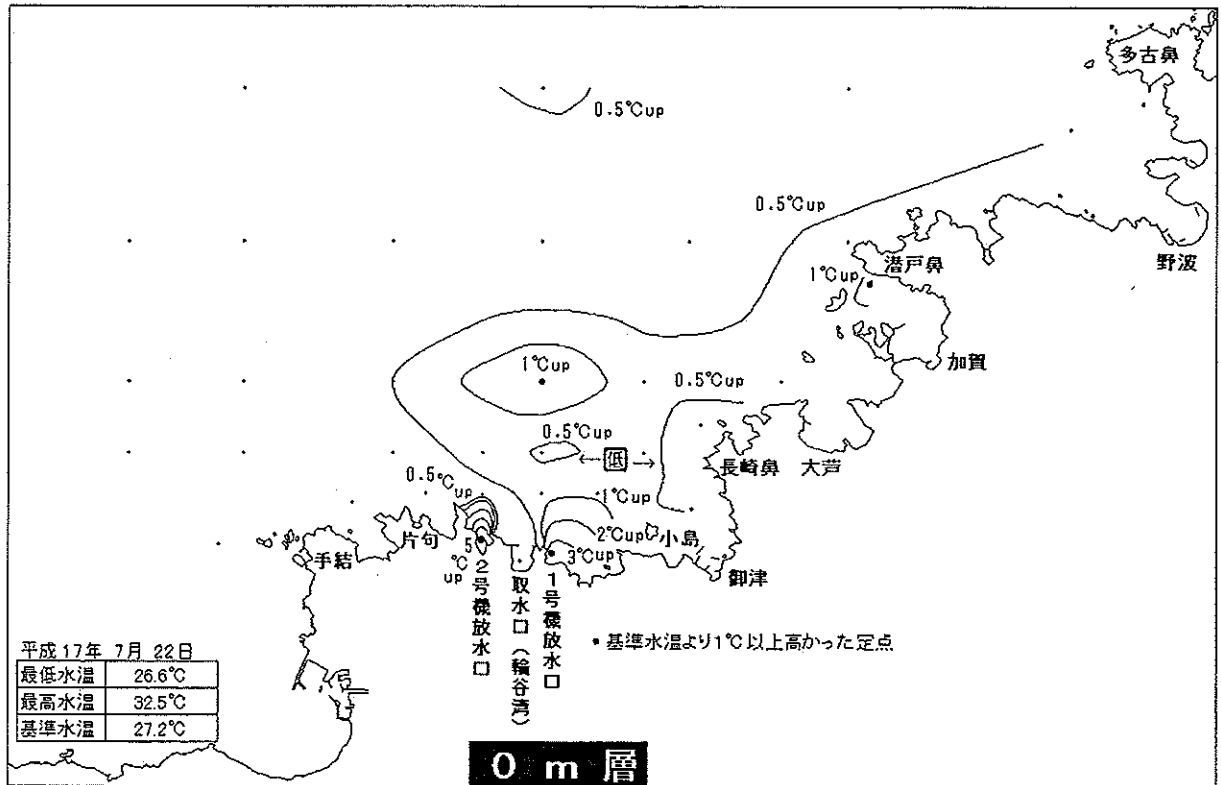 多古鼻
0.5℃up
0.5℃up
潜戸鼻
野波
1℃up
加賀
1℃up
0.5℃up
0.5℃up
←低→
長崎鼻
大芦
0.5℃up
1℃up
2℃up
小島
3℃up
片句
手結
5℃up
御津
2号機放水口
取水口(輪谷湾)
1号機放水口
• 基準水温より1℃以上高かった定点
平成17年 7月 22日
最低水温 26.6℃
最高水温 32.5℃
基準水温 27.2℃
0 m 層